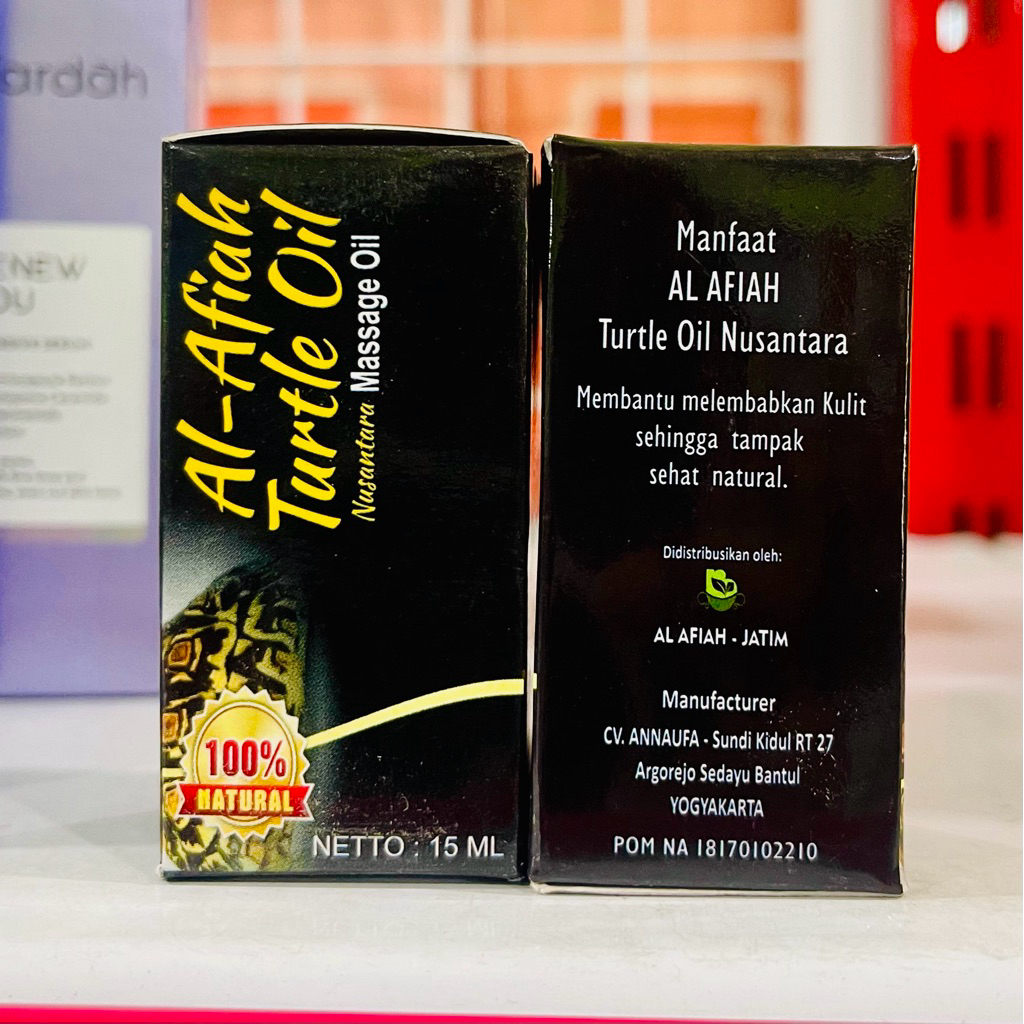 ardah
Al-Afiah
Turtle Oil
Nusantara Massage Oil
100%
NATURAL
NETTO : 15 ML
Manfaat
AL AFIAH
Turtle Oil Nusantara
Membantu melembabkan Kulit
sehingga tampak
sehat natural.
Didistribusikan oleh:
AL AFIAH - JATIM
Manufacturer
CV. ANNAUFA - Sundi Kidul RT 27
Argorejo Sedayu Bantul
YOGYAKARTA
POM NA 18170102210